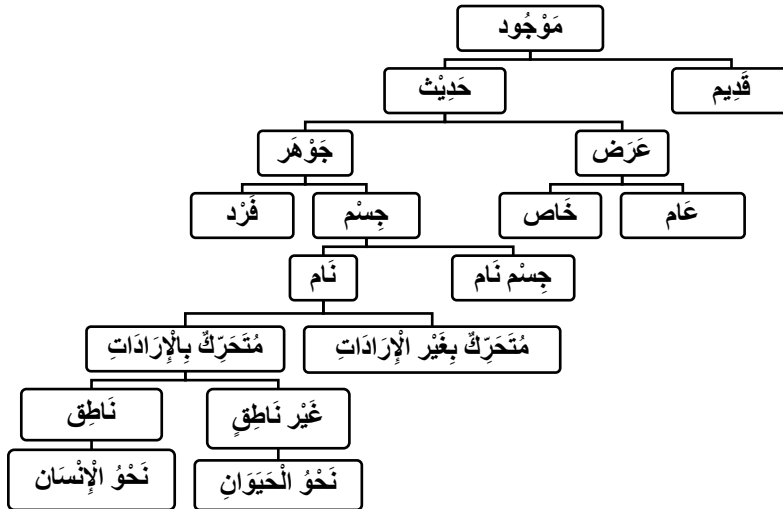 مَوْجُود
قَدِيم
حَدِيْث
عَرَض
جَوْهَر
عَام
خَاص
جِسْم
فَرْد
جِسْم نَام
نَام
مُتَحَرِّكٌ بِغَيْر الْإِرَادَاتِ
مُتَحَرِّكٌ بِالْإِرَادَاتِ
غَيْر نَاطِقٍ
نَاطِق
نَحْوُ الْحَيَوَانِ
نَحْوُ الْإِنْسَان